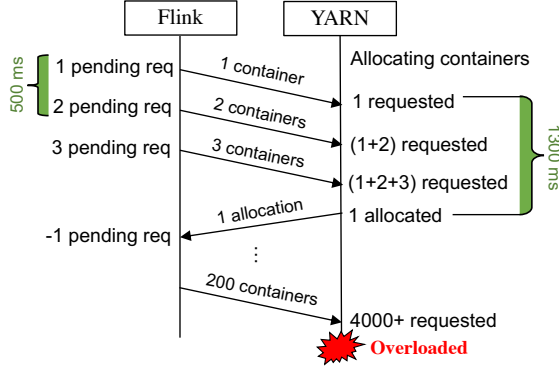 Flink
YARN
Allocating containers
1 pending req
1 container
1 requested
500 ms
2 pending req
2 containers
(1+2) requested
3 pending req
3 containers
(1+2+3) requested
1300 ms
1 allocation
1 allocated
-1 pending req
...
200 containers
4000+ requested
Overloaded